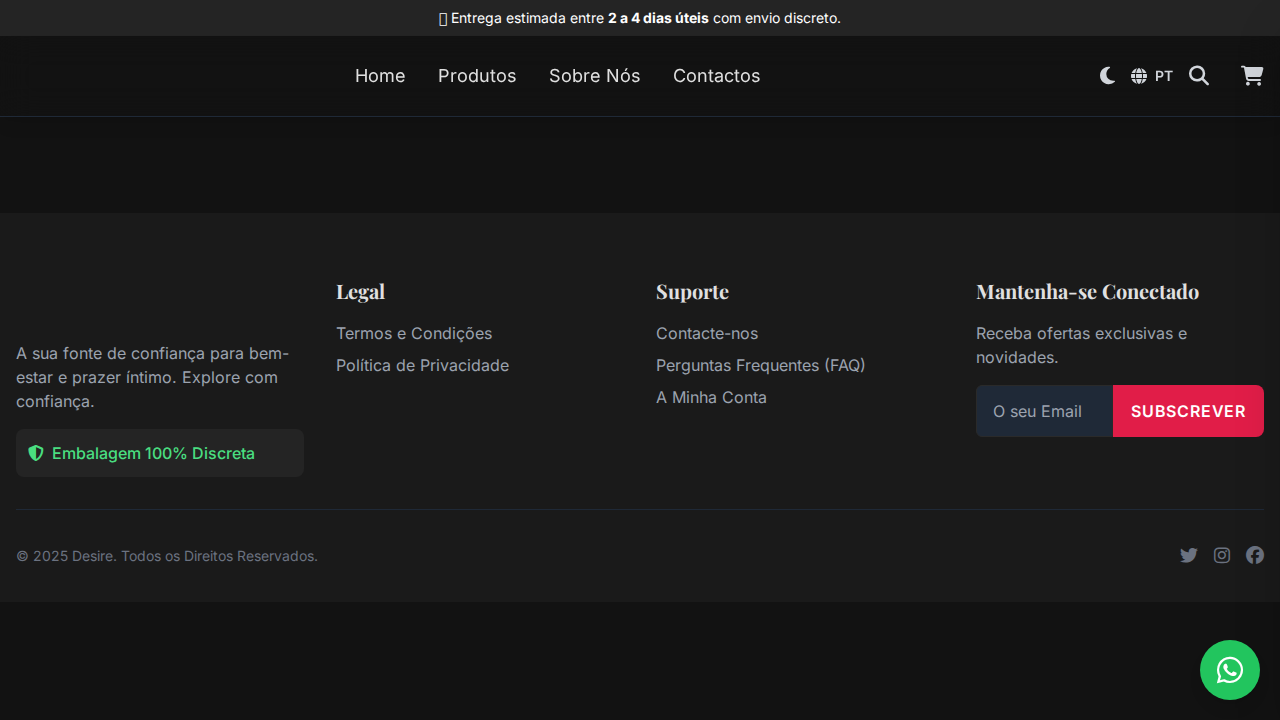 Entrega estimada entre 2 a 4 dias úteis com envio discreto.
Home
Produtos
Sobre Nós
Contactos
PT
A sua fonte de confiança para bem-
estar e prazer íntimo. Explore com
confiança.
Embalagem 100% Discreta
Legal
Termos e Condições
Política de Privacidade
Suporte
Contacte-nos
Perguntas Frequentes (FAQ)
A Minha Conta
Mantenha-se Conectado
Receba ofertas exclusivas e
novidades.
O seu Email
SUBSCREVER
© 2025 Desire. Todos os Direitos Reservados.